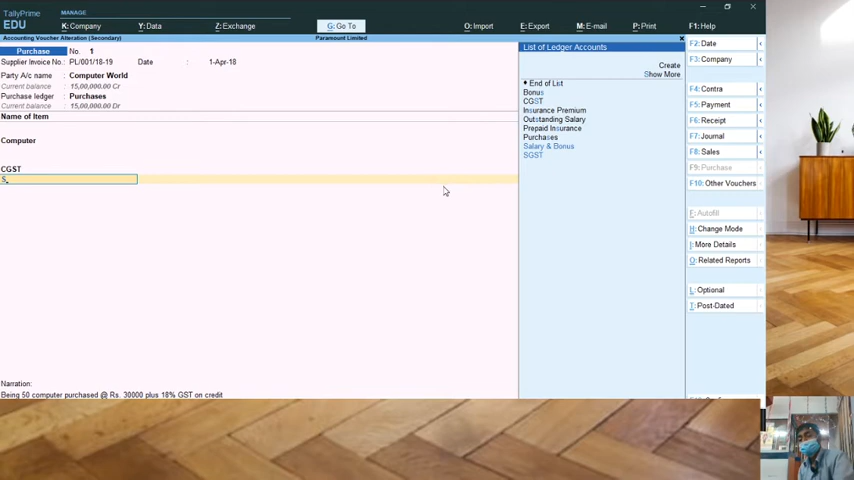 TallyPrime
EDU
MANAGE
K: Company
Y: Data
Z: Exchange
G: Go To
O: Import
E: Export
M: E-mail
P: Print
F1: Help
Accounting Voucher Alteration (Secondary)
Paramount Limited
Purchase No. 1
Supplier Invoice No.: PL/001/18-19 Date : 1-Apr-18
Party A/c name : Computer World
Current balance : 15,00,000.00 Cr
Purchase ledger : Purchases
Current balance : 15,00,000.00 Dr
Name of Item
Computer
CGST
S
Narration:
Being 50 computer purchased @ Rs. 30000 plus 18% GST on credit
List of Ledger Accounts
Create
Show More
End of List
Bonus
CGST
Insurance Premium
Outstanding Salary
Prepaid Insurance
Purchases
Salary & Bonus
SGST
F2: Date
F3: Company
F4: Contra
F5: Payment
F6: Receipt
F7: Journal
F8: Sales
F9: Purchase
F10: Other Vouchers
F: Autofill
H: Change Mode
I: More Details
O: Related Reports
L: Optional
T: Post-Dated